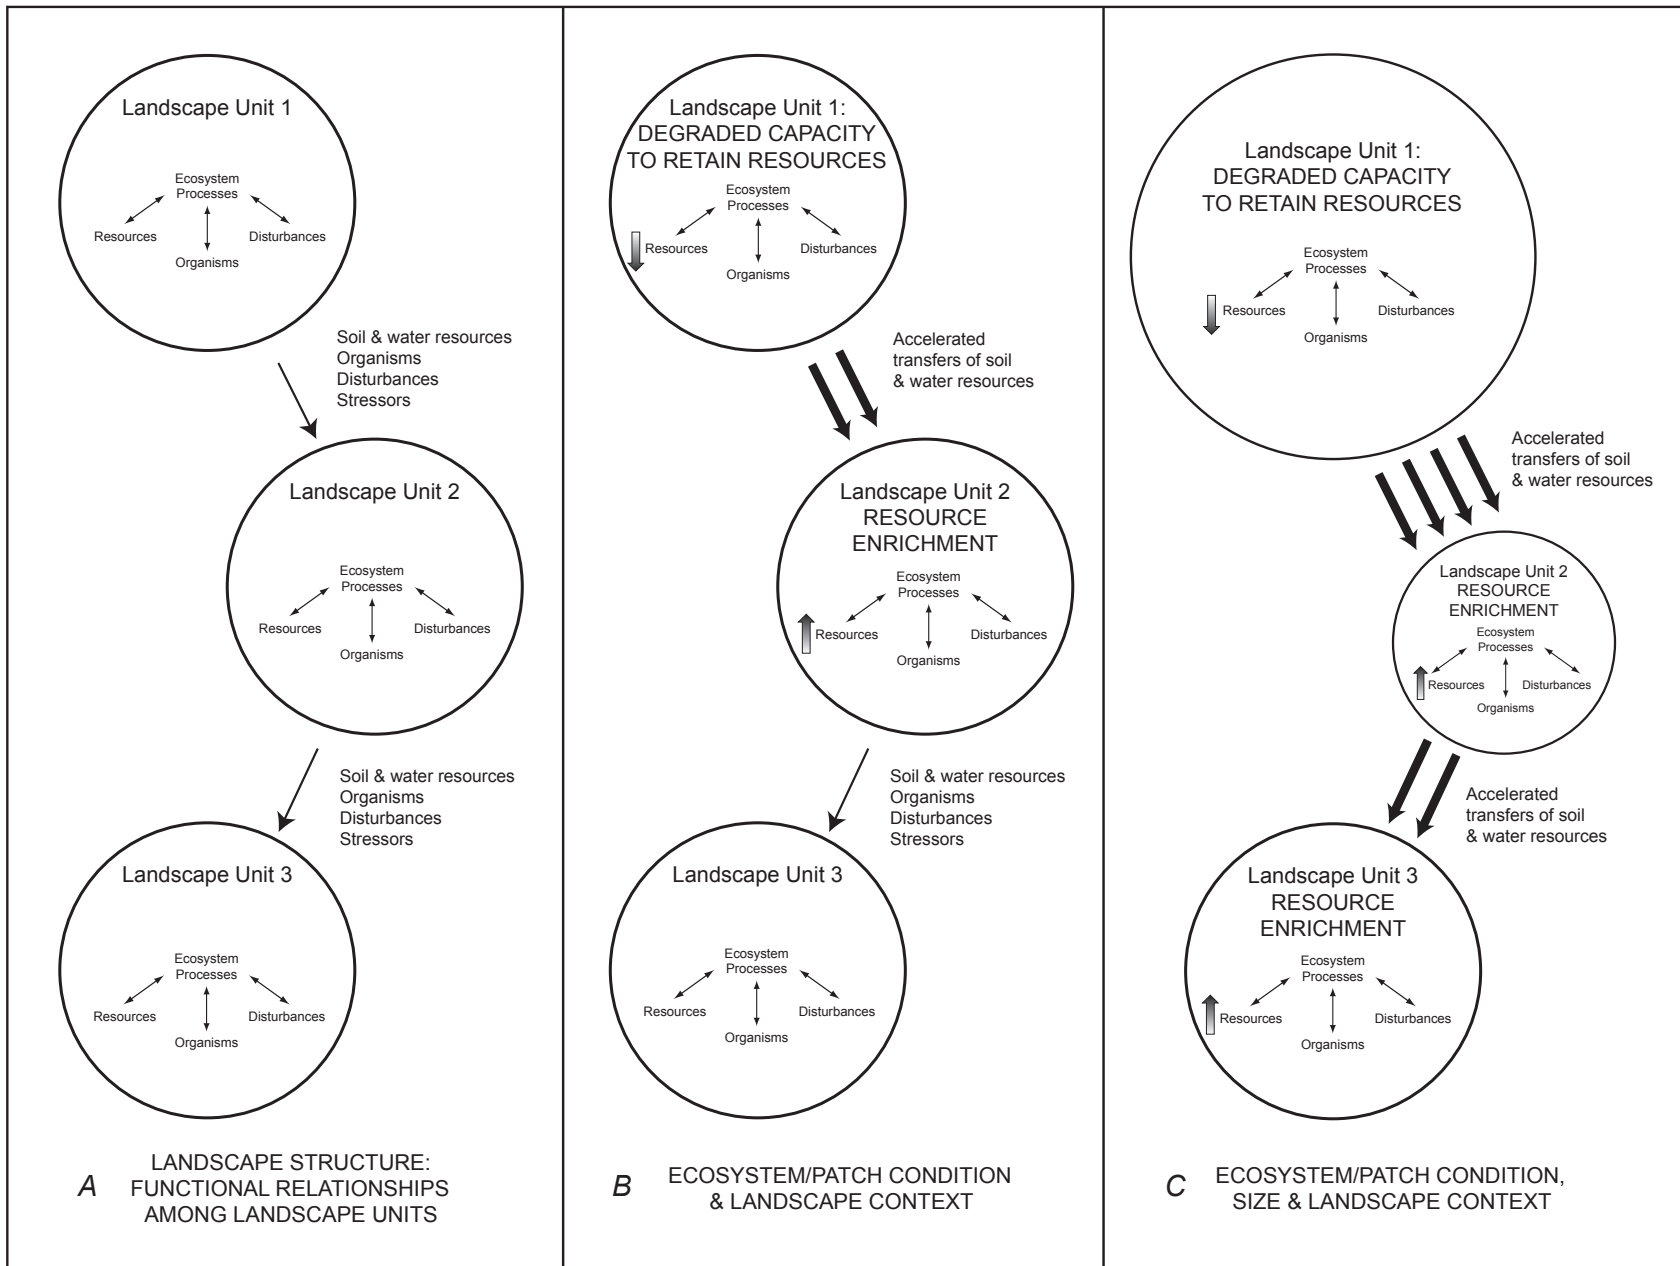 Landscape Unit 1
Ecosystem
Processes
Resources
Disturbances
Organisms
Soil & water resources
Organisms
Disturbances
Stressors
Landscape Unit 2
Ecosystem
Processes
Resources
Disturbances
Organisms
Soil & water resources
Organisms
Disturbances
Stressors
Landscape Unit 3
Ecosystem
Processes
Resources
Disturbances
Organisms
A
LANDSCAPE STRUCTURE:
FUNCTIONAL RELATIONSHIPS
AMONG LANDSCAPE UNITS
Landscape Unit 1:
DEGRADED CAPACITY
TO RETAIN RESOURCES
Ecosystem
Processes
Resources
Disturbances
Organisms
Accelerated
transfers of soil
& water resources
Landscape Unit 2
RESOURCE
ENRICHMENT
Ecosystem
Processes
Resources
Disturbances
Organisms
Soil & water resources
Organisms
Disturbances
Stressors
Landscape Unit 3
Ecosystem
Processes
Resources
Disturbances
Organisms
B
ECOSYSTEM/PATCH CONDITION
& LANDSCAPE CONTEXT
Landscape Unit 1:
DEGRADED CAPACITY
TO RETAIN RESOURCES
Ecosystem
Processes
Resources
Disturbances
Organisms
Accelerated
transfers of soil
& water resources
Landscape Unit 2
RESOURCE
ENRICHMENT
Ecosystem
Processes
Resources
Disturbances
Organisms
Accelerated
transfers of soil
& water resources
Landscape Unit 3
RESOURCE
ENRICHMENT
Ecosystem
Processes
Resources
Disturbances
Organisms
C
ECOSYSTEM/PATCH CONDITION,
SIZE & LANDSCAPE CONTEXT